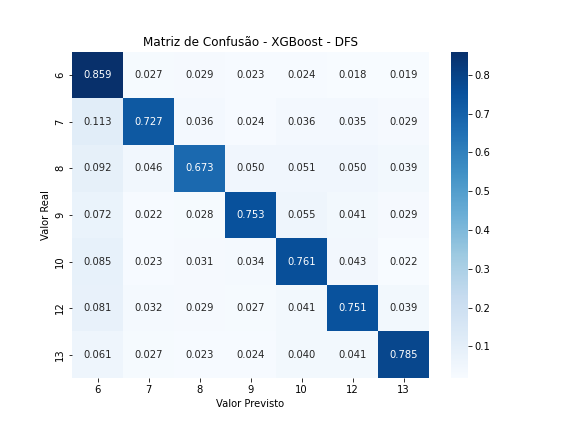 Matriz de Confusão - XGBoost - DFS
6 0.859 0.027 0.029 0.023 0.024 0.018 0.019
7 0.113 0.727 0.036 0.024 0.036 0.035 0.029
8 0.092 0.046 0.673 0.050 0.051 0.050 0.039
9 0.072 0.022 0.028 0.753 0.055 0.041 0.029
10 0.085 0.023 0.031 0.034 0.761 0.043 0.022
12 0.081 0.032 0.029 0.027 0.041 0.751 0.039
13 0.061 0.027 0.023 0.024 0.040 0.041 0.785
6 7 8 9 10 12 13
Valor Real
Valor Previsto
0.8
0.7
0.6
0.5
0.4
0.3
0.2
0.1